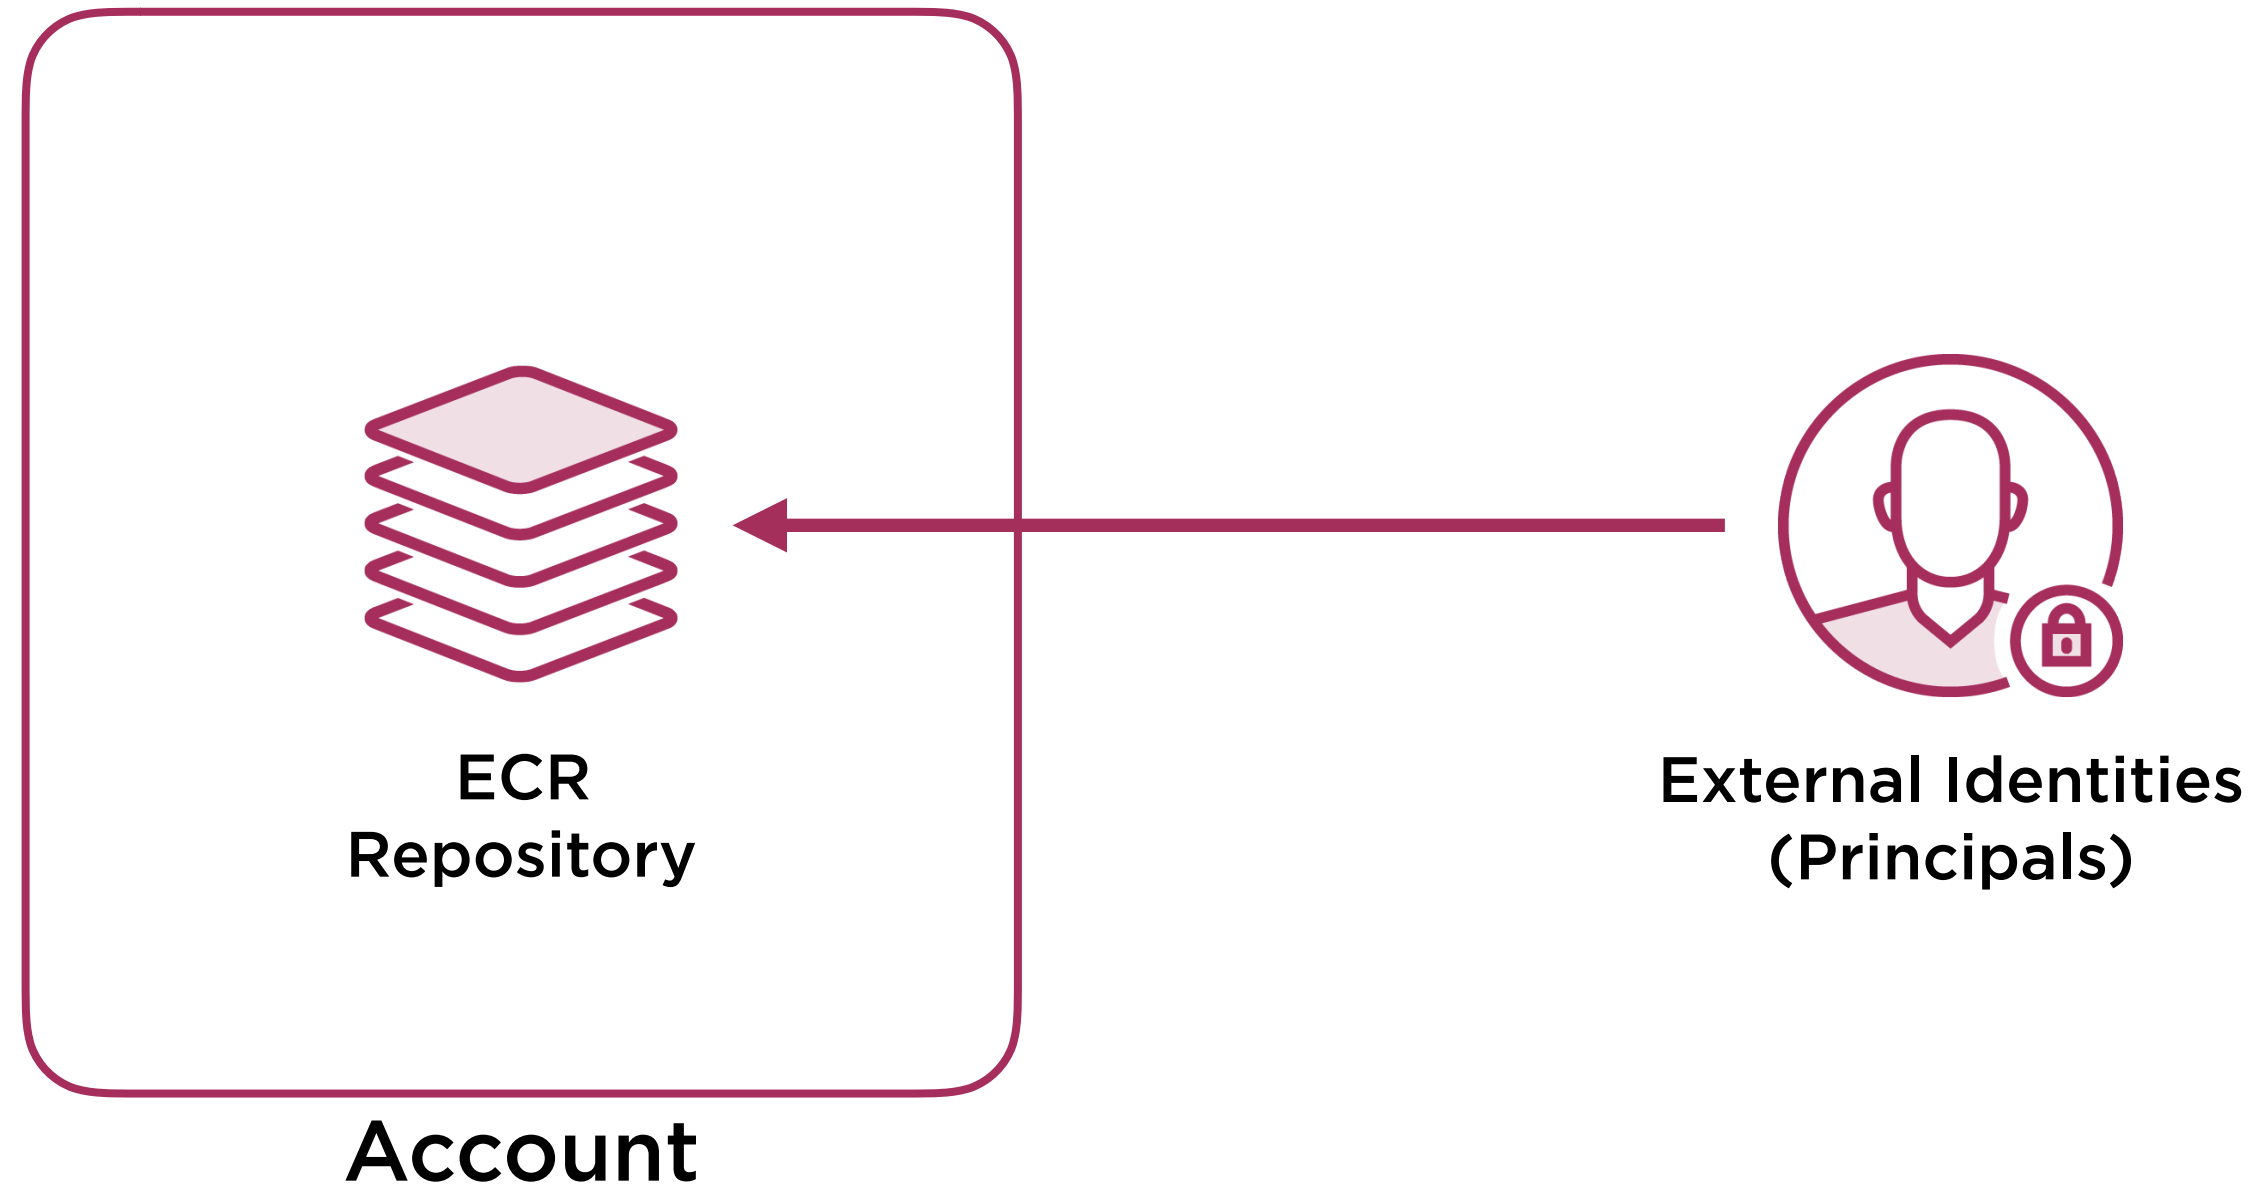 ECR
Repository
External Identities
(Principals)
Account